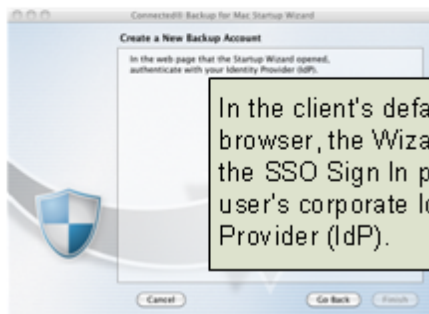 Connected® Backup for Mac Startup Wizard
Create a New Backup Account
In the web page that the Startup Wizard opened,
authenticate with your Identity Provider (IdP).
In the client's defa
browser, the Wiza
the SSO Sign In p
user's corporate Id
Provider (IdP).
Cancel
Go Back
Finish